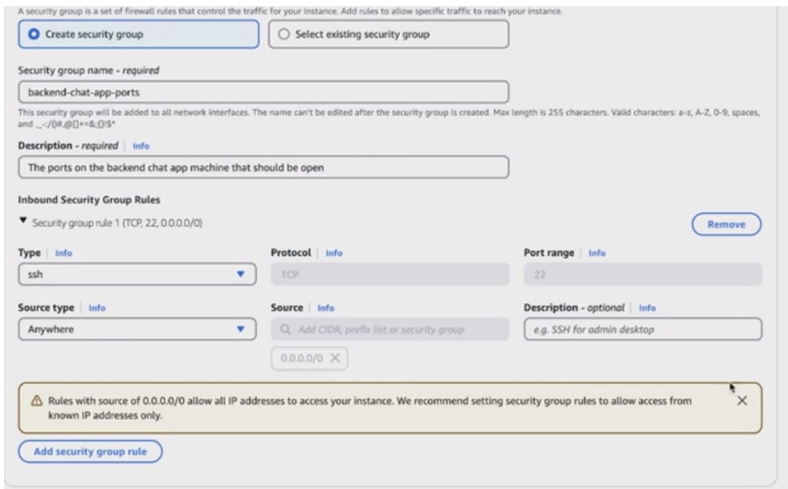 A security group is a set of firewall rules that control the traffic for your instance. Add rules to allow specific traffic to reach your instance.
Create security group
Select existing security group
Security group name - required
backend-chat-app-ports
This security group will be added to all network interfaces. The name can't be edited after the security group is created. Max length is 255 characters. Valid characters: a-z, A-Z, 0-9, spaces,
and ._-:/()#,@[]+=&;{}!$*
Description - required Info
The ports on the backend chat app machine that should be open
Inbound Security Group Rules
Security group rule 1 (TCP, 22, 0.0.0.0/0)
Remove
Type Info
Protocol Info
Port range Info
ssh
TCP
22
Source type Info
Source Info
Description - optional Info
Anywhere
Add CIDR, prefix list or security group
e.g. SSH for admin desktop
0.0.0.0/0
Rules with source of 0.0.0.0/0 allow all IP addresses to access your instance. We recommend setting security group rules to allow access from
known IP addresses only.
Add security group rule